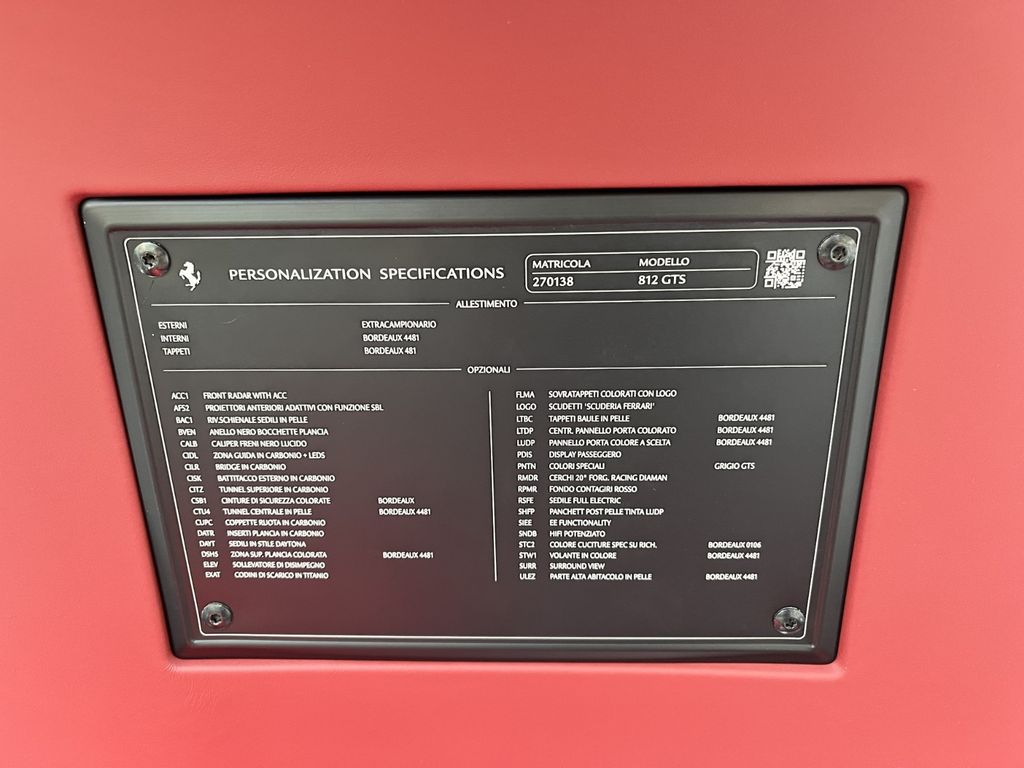 PERSONALIZATION SPECIFICATIONS
MATRICOLA MODELLO
270138 812 GTS
ALLESTIMENTO
ESTERNI EXTRACAMPIONARIO
INTERNI BORDEAUX 4481
TAPPETI BORDEAUX 481
OPZIONALI
ACC1 FRONT RADAR WITH ACC
AFS2 PROIETTORI ANTERIORI ADATTIVI CON FUNZIONE SBL
BAC1 RIV.SCHIENALE SEDILI IN PELLE
BVEN ANELLO NERO BOCCHETTE PLANCIA
CALB CALIPER FRENI NERO LUCIDO
CIDL ZONA GUIDA IN CARBONIO + LEDS
CILR BRIDGE IN CARBONIO
CISK BATTITACCO ESTERNO IN CARBONIO
CITZ TUNNEL SUPERIORE IN CARBONIO
CSB1 CINTURE DI SICUREZZA COLORATE BORDEAUX
CTU4 TUNNEL CENTRALE IN PELLE BORDEAUX 4481
CUPC COPPETTE RUOTA IN CARBONIO
DATR INSERTI PLANCIA IN CARBONIO
DAYT SEDILI IN STILE DAYTONA
DSH5 ZONA SUP. PLANCIA COLORATA BORDEAUX 4481
ELEV SOLLEVATORE DI DISIMPEGNO
EXAT CODINI DI SCARICO IN TITANIO
FLMA SOVRATAPPETI COLORATI CON LOGO
LOGO SCUDETTI 'SCUDERIA FERRARI'
LTBC TAPPETI BAULE IN PELLE BORDEAUX 4481
LTDP CENTR. PANNELLO PORTA COLORATO BORDEAUX 4481
LUDP PANNELLO PORTA COLORE A SCELTA BORDEAUX 4481
PDIS DISPLAY PASSEGGERO
PNTN COLORI SPECIALI GRIGIO GTS
RMDR CERCHI 20" FORG. RACING DIAMAN
RPMR FONDO CONTAGIRI ROSSO
RSFE SEDILE FULL ELECTRIC
SHFP PANCHETT POST PELLE TINTA LUDP
SIEE EE FUNCTIONALITY
SNDB HIFI POTENZIATO
STC2 COLORE CUCITURE SPEC SU RICH. BORDEAUX 0106
STW1 VOLANTE IN COLORE BORDEAUX 4481
SURR SURROUND VIEW
ULEZ PARTE ALTA ABITACOLO IN PELLE BORDEAUX 4481